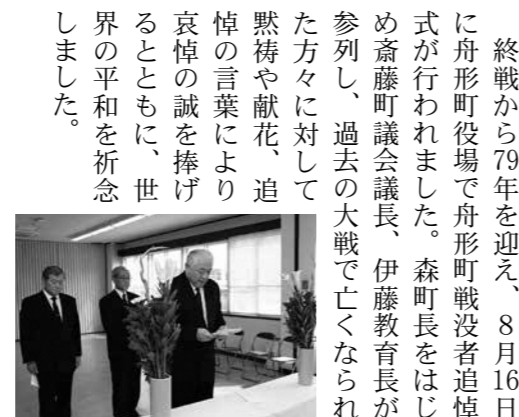 終戦から79年を迎え、8月16日
に舟形町役場で舟形町戦没者追悼
式が行われました。森町長をはじ
め斎藤町議会議長、伊藤教育長が
参列し、過去の大戦で亡くなられ
た方々に対して
黙祷や献花、追
悼の言葉により
哀悼の誠を捧げ
るとともに、世
界の平和を祈念
しました。